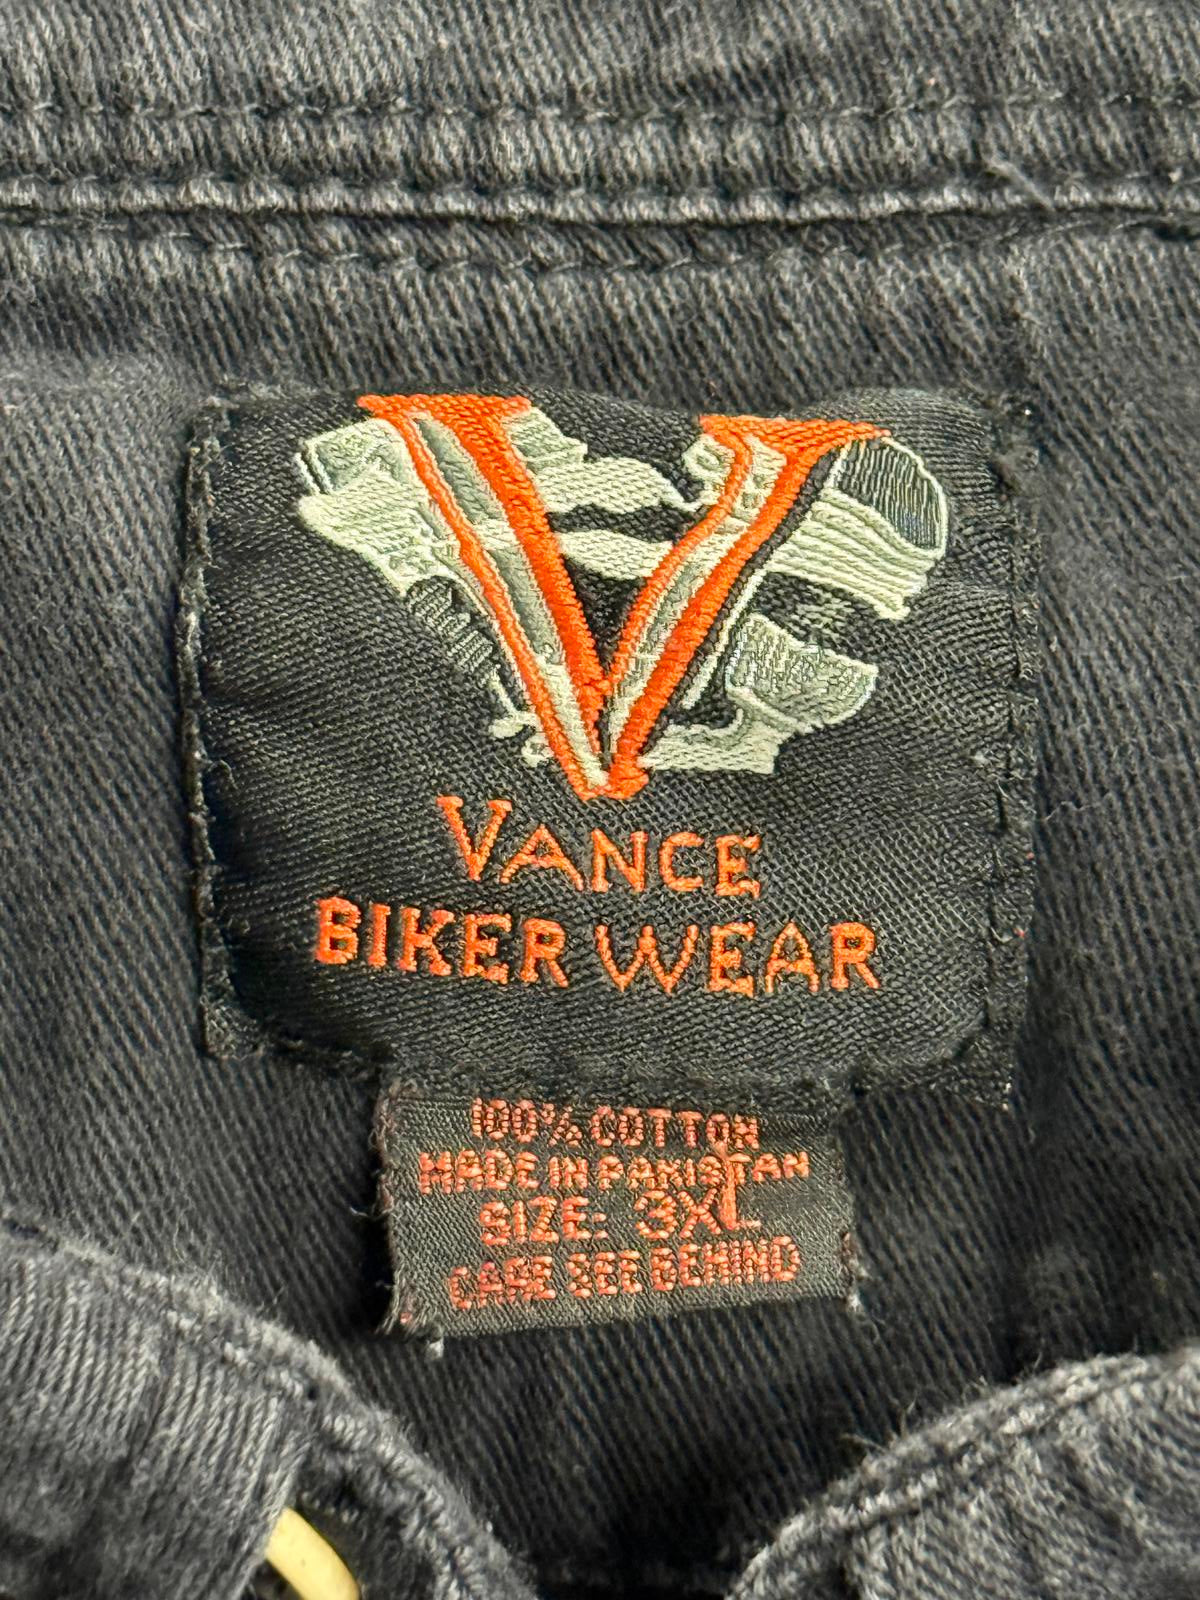 V
VANCE
BIKER WEAR
100% COTTON
MADE IN PAKISTAN
SIZE: 3XL
CARE SEE BEHIND